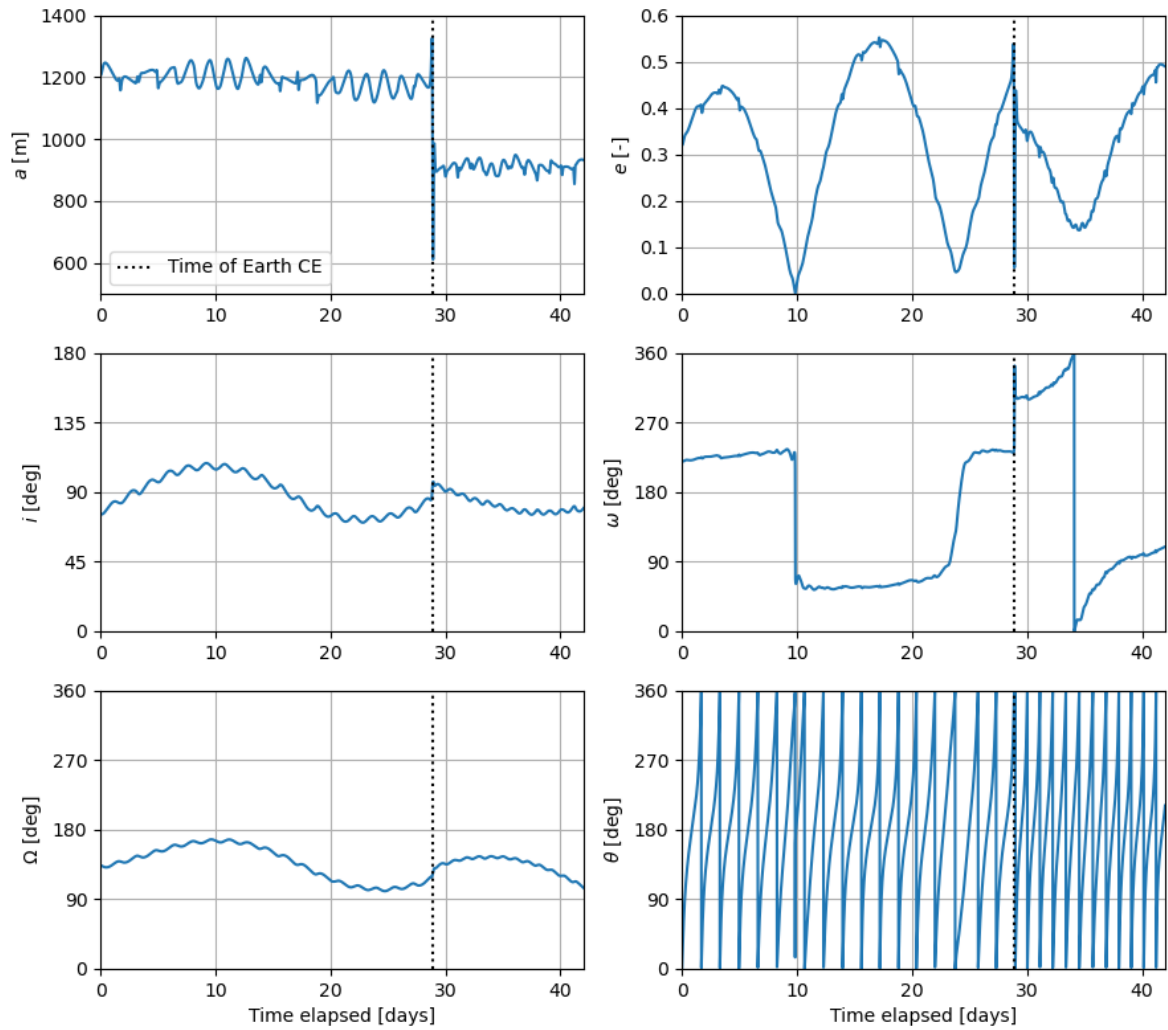 1400
1200
1000
800
600
a [m]
Time of Earth CE
0 10 20 30 40
0.6
0.5
0.4
0.3
0.2
0.1
0.0
e [-]
0 10 20 30 40
180
135
90
45
0
i [deg]
0 10 20 30 40
360
270
180
90
0
ω [deg]
0 10 20 30 40
360
270
180
90
0
Ω [deg]
0 10 20 30 40
Time elapsed [days]
360
270
180
90
0
θ [deg]
0 10 20 30 40
Time elapsed [days]